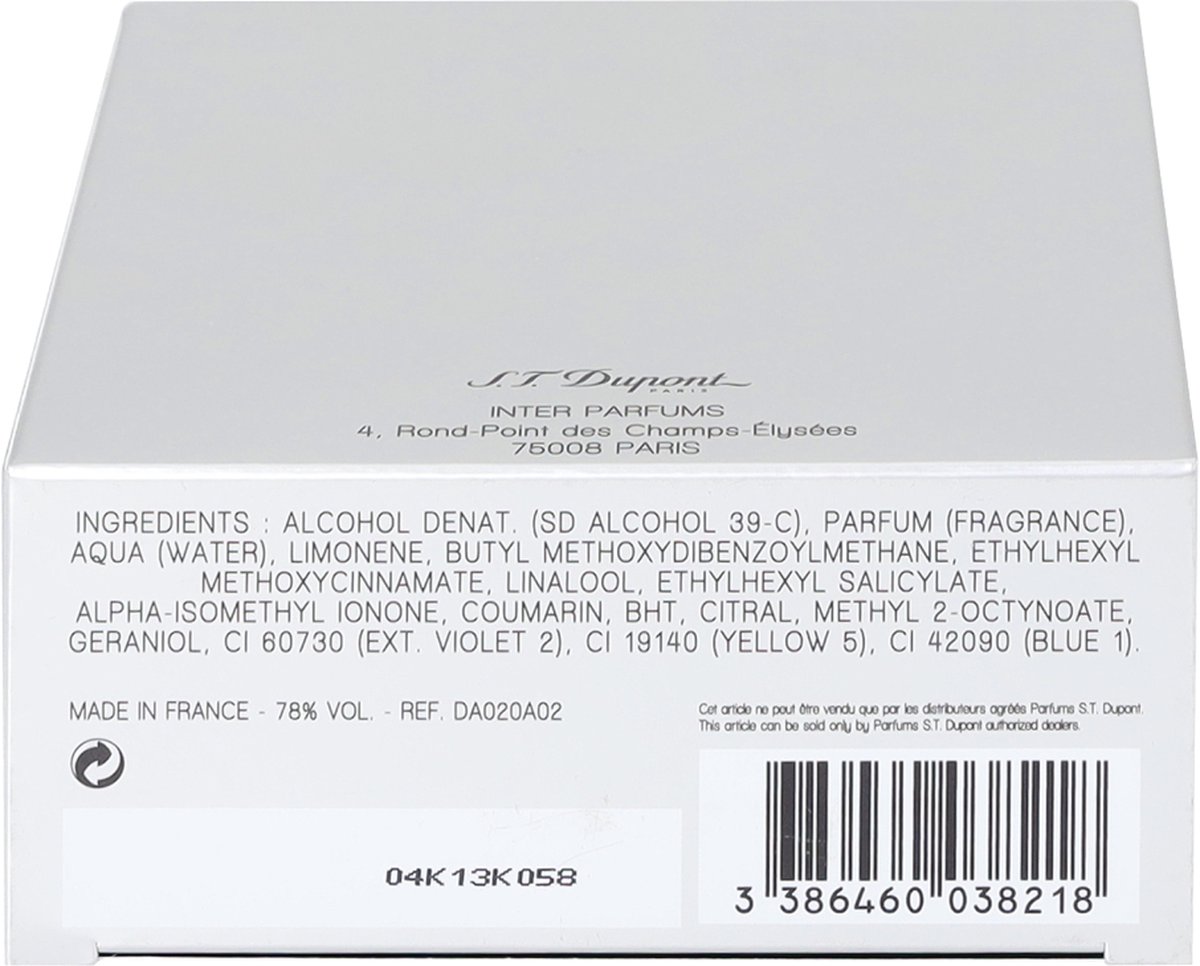 S.T. Dupont
PARIS
INTER PARFUMS
4, Rond-Point des Champs-Élysées
75008 PARIS
INGREDIENTS : ALCOHOL DENAT. (SD ALCOHOL 39-C), PARFUM (FRAGRANCE),
AQUA (WATER), LIMONENE, BUTYL METHOXYDIBENZOYLMETHANE, ETHYLHEXYL
METHOXYCINNAMATE, LINALOOL, ETHYLHEXYL SALICYLATE,
ALPHA-ISOMETHYL IONONE, COUMARIN, BHT, CITRAL, METHYL 2-OCTYNOATE,
GERANIOL, CI 60730 (EXT. VIOLET 2), CI 19140 (YELLOW 5), CI 42090 (BLUE 1).
MADE IN FRANCE - 78% VOL. - REF. DA020A02
Cet article ne peut être vendu que par les distributeurs agréés Parfums S.T. Dupont.
This article can be sold only by Parfums S.T. Dupont authorized dealers.
04K13K058
3 386460 038218